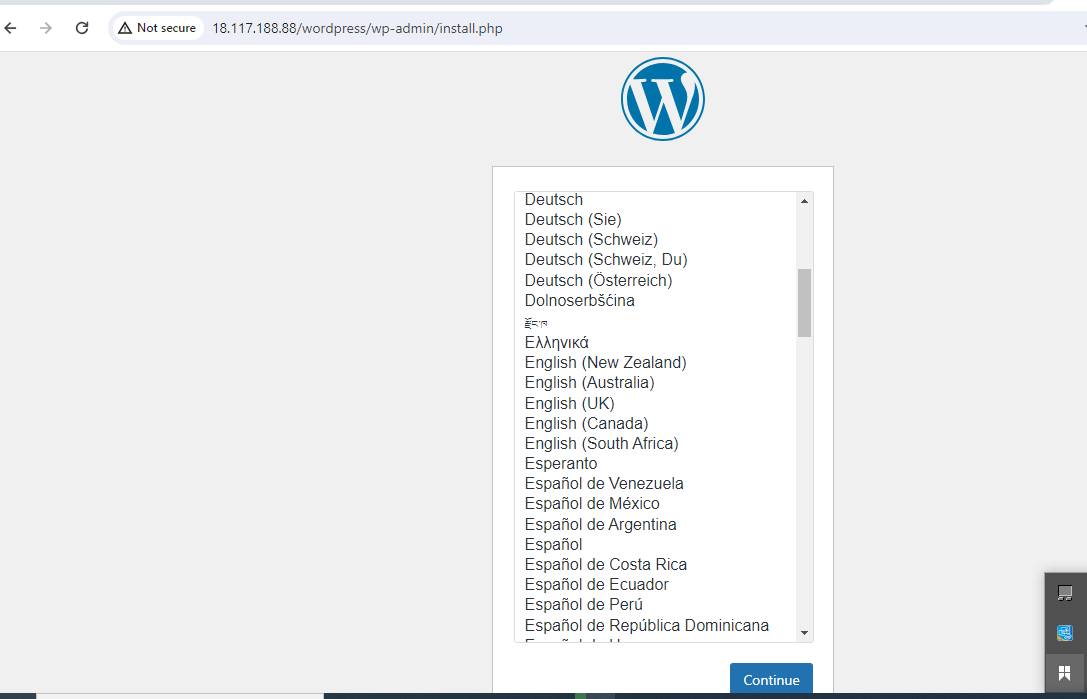 Not secure
18.117.188.88/wordpress/wp-admin/install.php
W
Deutsch
Deutsch (Sie)
Deutsch (Schweiz)
Deutsch (Schweiz, Du)
Deutsch (Österreich)
Dolnoserbšćina
རྫོང་ཁ
Ελληνικά
English (New Zealand)
English (Australia)
English (UK)
English (Canada)
English (South Africa)
Esperanto
Español de Venezuela
Español de México
Español de Argentina
Español
Español de Costa Rica
Español de Ecuador
Español de Perú
Español de República Dominicana
Continue